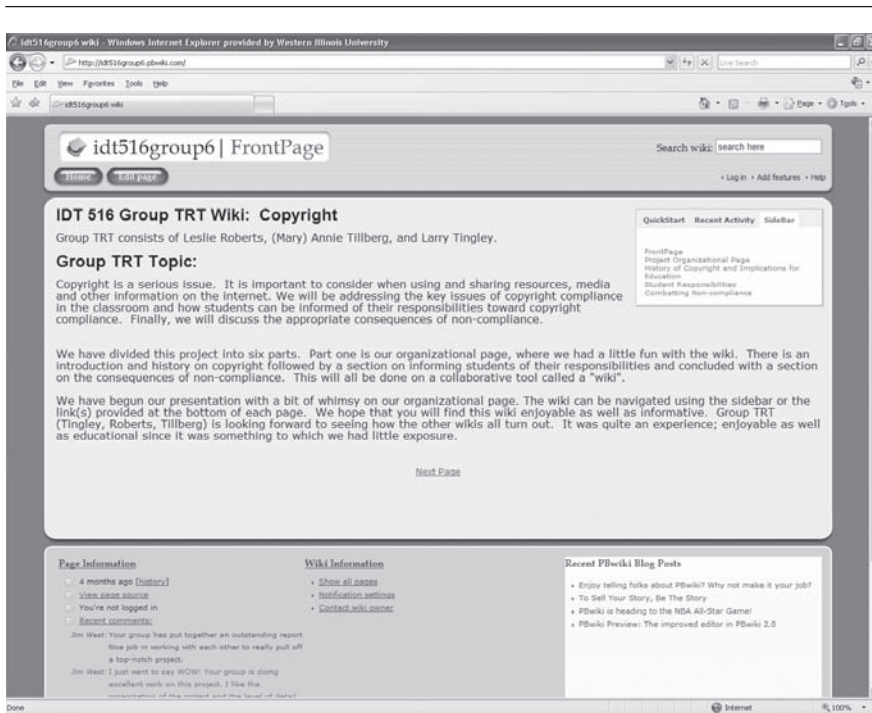 idt516group6 wiki - Windows Internet Explorer provided by Western Illinois University
http://idt516group6.pbwiki.com/
Live Search
File Edit View Favorites Tools Help
idt516group6 wiki
Page Tools
idt516group6 | FrontPage
Search wiki: search here
Home Edit page
Log in Add features Help
IDT 516 Group TRT Wiki: Copyright
Group TRT consists of Leslie Roberts, (Mary) Annie Tillberg, and Larry Tingley.
Group TRT Topic:
Copyright is a serious issue. It is important to consider when using and sharing resources, media
and other information on the internet. We will be addressing the key issues of copyright compliance
in the classroom and how students can be informed of their responsibilities toward copyright
compliance. Finally, we will discuss the appropriate consequences of non-compliance.
QuickStart Recent Activity SideBar
FrontPage
Project Organizational Page
History of Copyright and Implications for
Education
Student Responsibilities
Combatting Non-compliance
We have divided this project into six parts. Part one is our organizational page, where we had a little fun with the wiki. There is an
introduction and history on copyright followed by a section on informing students of their responsibilities and concluded with a section
on the consequences of non-compliance. This will all be done on a collaborative tool called a "wiki".
We have begun our presentation with a bit of whimsy on our organizational page. The wiki can be navigated using the sidebar or the
link(s) provided at the bottom of each page. We hope that you will find this wiki enjoyable as well as informative. Group TRT
(Tingley, Roberts, Tillberg) is looking forward to seeing how the other wikis all turn out. It was quite an experience; enjoyable as well
as educational since it was something to which we had little exposure.
Next Page
Page Information
4 months ago [history]
View page source
You're not logged in
Recent comments:
Jim West: Your group has put together an outstanding report
Nice job in working with each other to really pull off
a top-notch project.
Jim West: I just want to say WOW! Your group is doing
excellent work on this project. I like the
organization of the project and the level of detail
Wiki Information
Show all pages
Notification settings
Contact wiki owner
Recent PBwiki Blog Posts
Enjoy telling folks about PBwiki? Why not make it your job?
To Sell Your Story, Be The Story
PBwiki is heading to the NBA All-Star Game!
PBwiki Preview: The improved editor in PBwiki 2.0
Done
Internet
100%